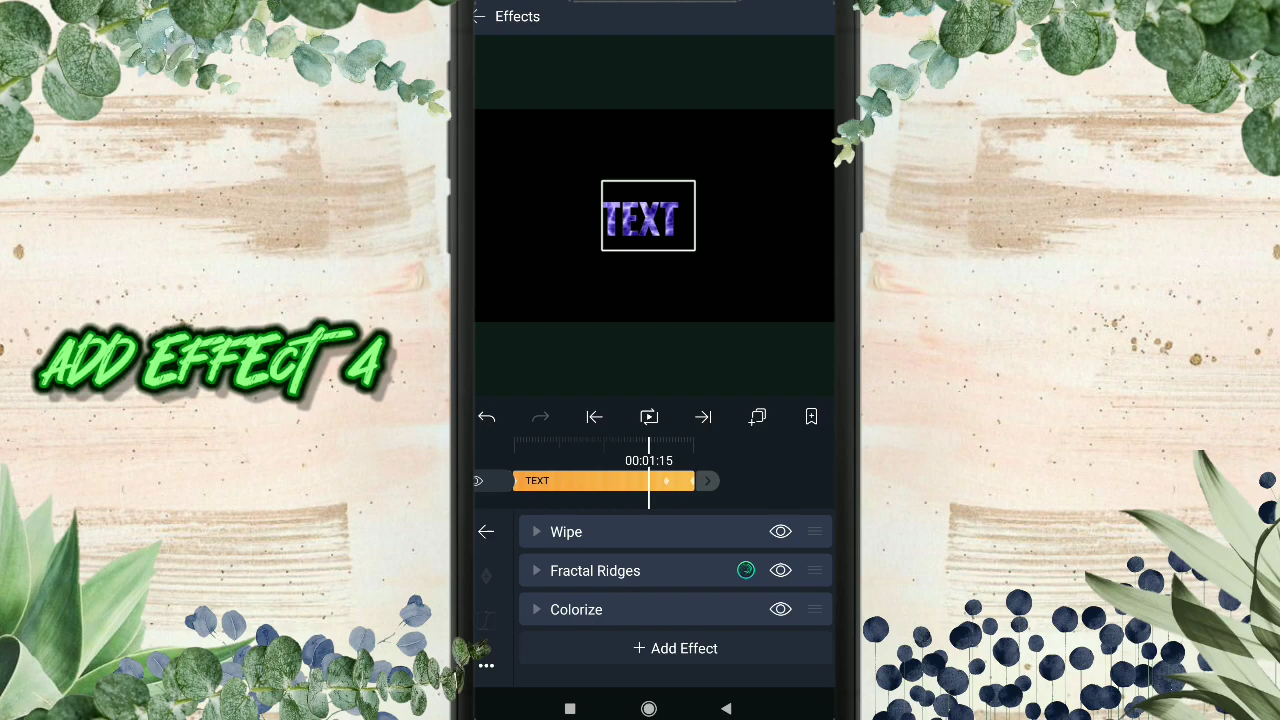 Effects
TEXT
ADD EFFECT 4
00:01:15
TEXT
Wipe
Fractal Ridges
Colorize
+ Add Effect